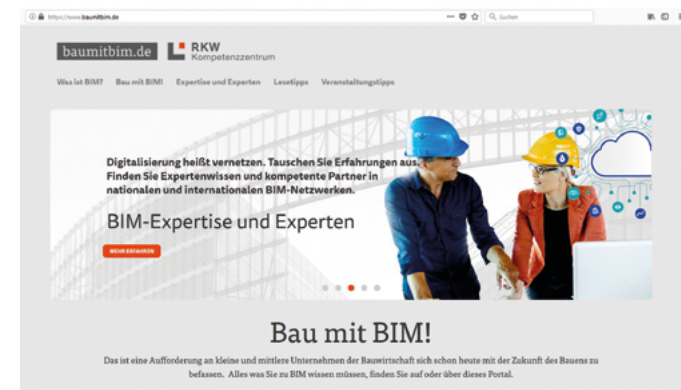 https://www.baumitbim.de
Suchen
baumitbim.de
RKW
Kompetenzzentrum
Was ist BIM? Bau mit BIM! Expertise und Experten Lesetipps Veranstaltungstipps
Digitalisierung heißt vernetzen. Tauschen Sie Erfahrungen aus.
Finden Sie Expertenwissen und kompetente Partner in
nationalen und internationalen BIM-Netzwerken.
BIM-Expertise und Experten
MEHR ERFAHREN
Bau mit BIM!
Das ist eine Aufforderung an kleine und mittlere Unternehmen der Bauwirtschaft sich schon heute mit der Zukunft des Bauens zu
befassen. Alles was Sie zu BIM wissen müssen, finden Sie auf oder über dieses Portal.